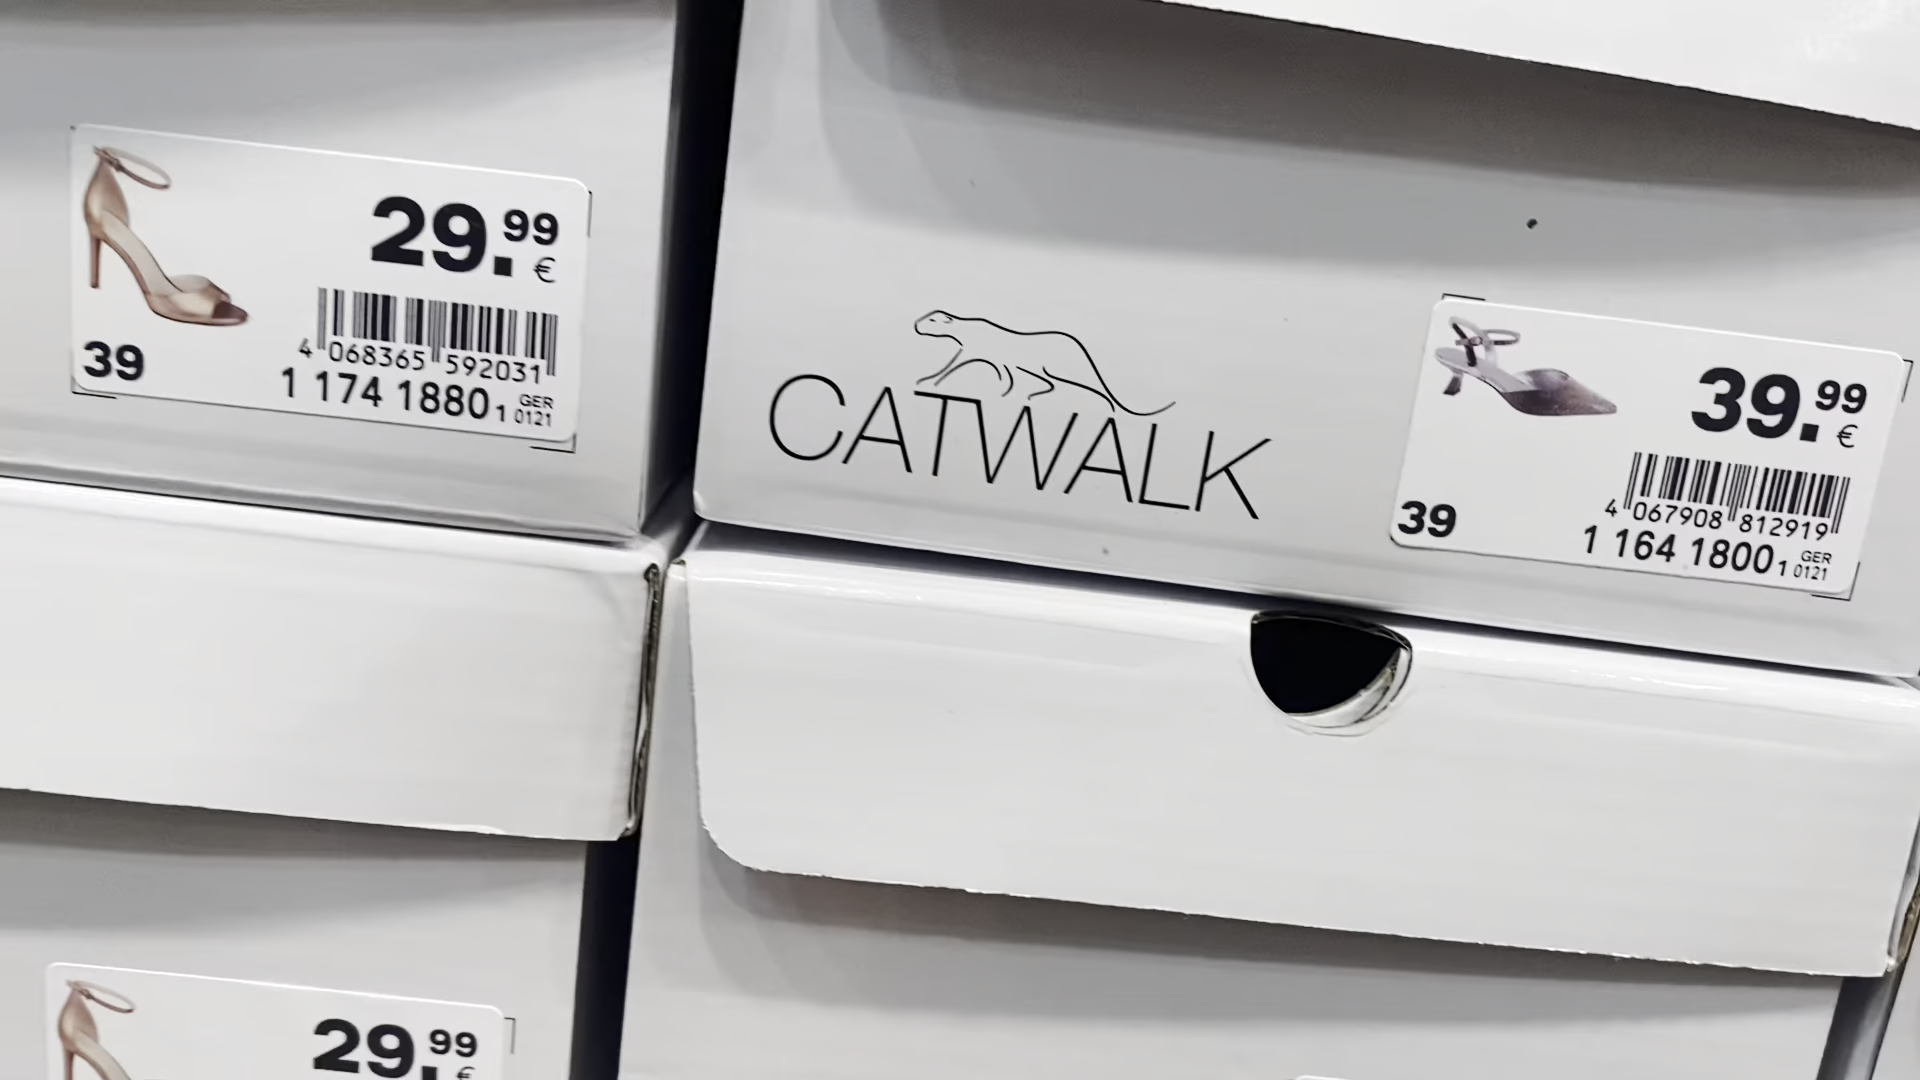 29.99
€
4 068365 592031
39
1 174 1880 1 GER 0121
CATWALK
39.99
€
4 067908 812919
39
1 164 1800 1 GER 0121
29.99
€